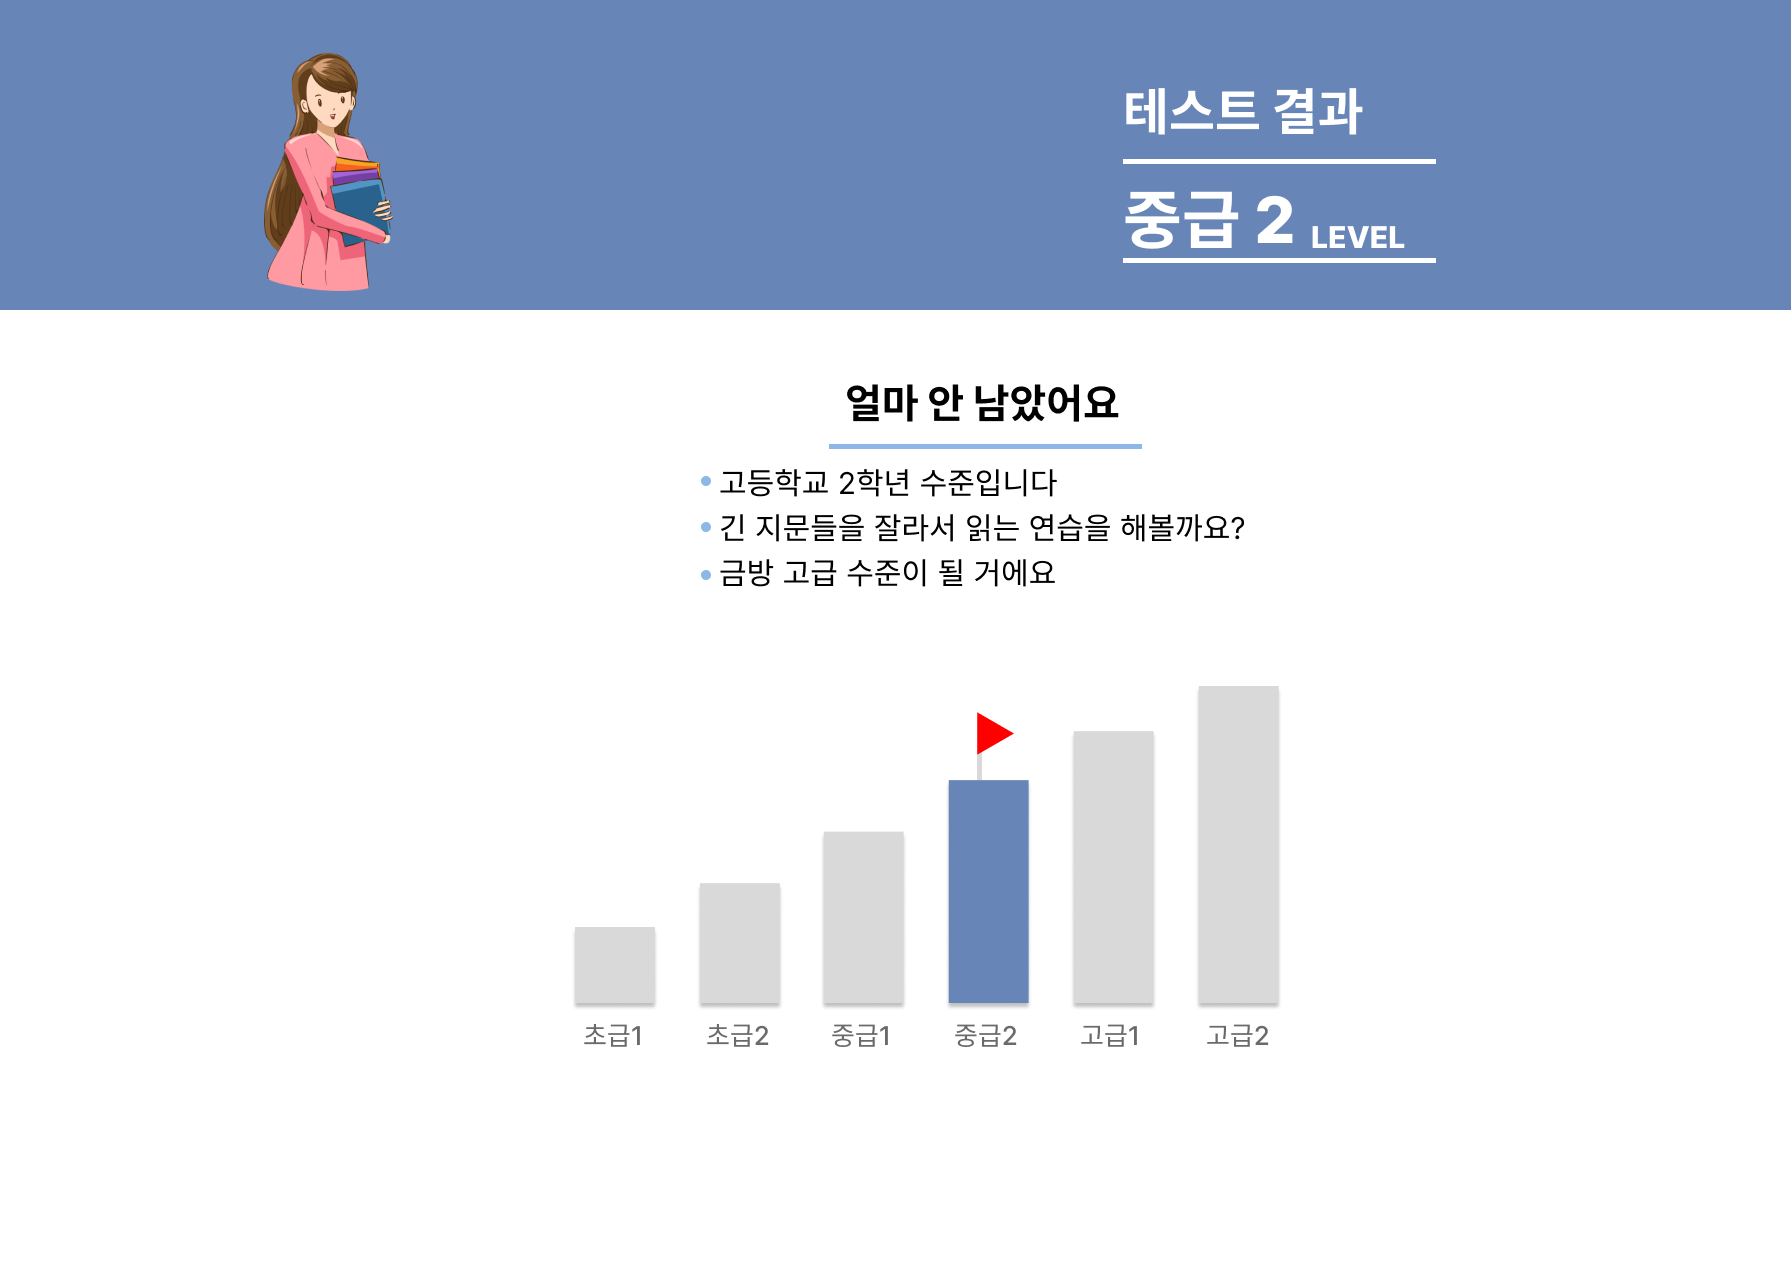 테스트 결과
중급 2 LEVEL
얼마 안 남았어요
고등학교 2학년 수준입니다
긴 지문들을 잘라서 읽는 연습을 해볼까요?
금방 고급 수준이 될 거에요
초급1 초급2 중급1 중급2 고급1 고급2